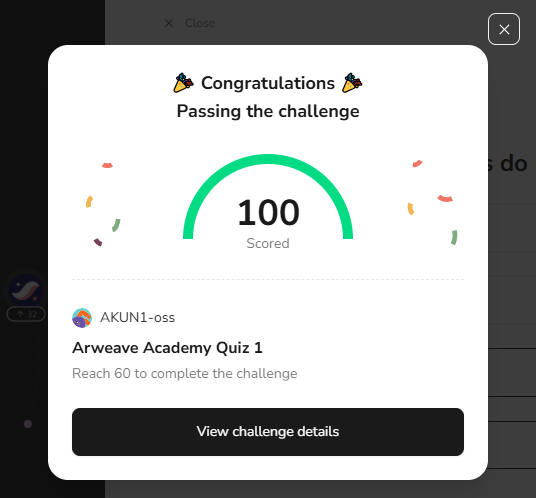 Close
Congratulations
Passing the challenge
s do
100
Scored
32
AKUN1-oss
Arweave Academy Quiz 1
Reach 60 to complete the challenge
View challenge details